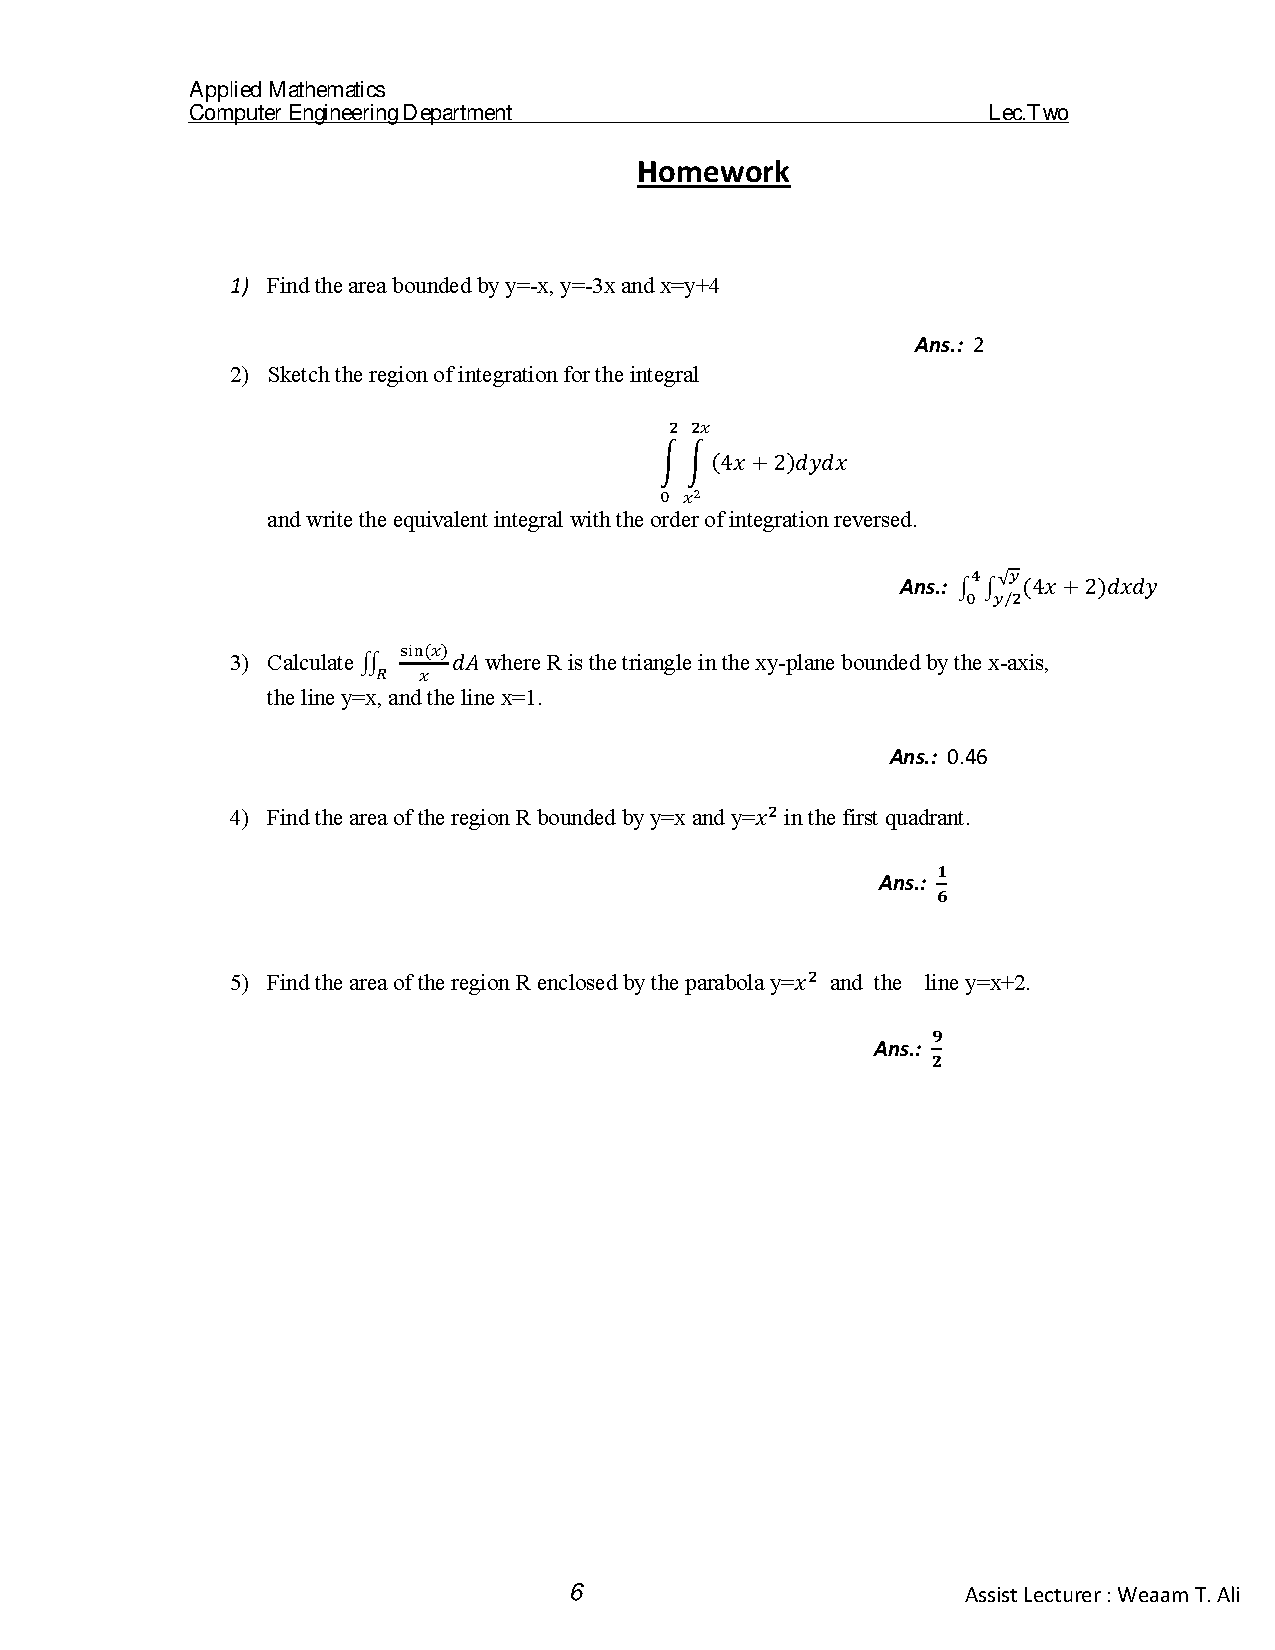 Applied Mathematics
Computer Engineering Department Lec.Two
Homework
1) Find the area bounded by y=-x, y=-3x and x=y+4
Ans.: 2
2) Sketch the region of integration for the integral
∫₀² ∫_{x²}^{2x} (4x + 2)dydx
and write the equivalent integral with the order of integration reversed.
Ans.: ∫₀⁴ ∫_{y/2}^{√y} (4x + 2)dxdy
3) Calculate ∬_R sin(x)/x dA where R is the triangle in the xy-plane bounded by the x-axis,
the line y=x, and the line x=1.
Ans.: 0.46
4) Find the area of the region R bounded by y=x and y=x² in the first quadrant.
Ans.: 1/6
5) Find the area of the region R enclosed by the parabola y=x² and the line y=x+2.
Ans.: 9/2
6 Assist Lecturer : Weaam T. Ali